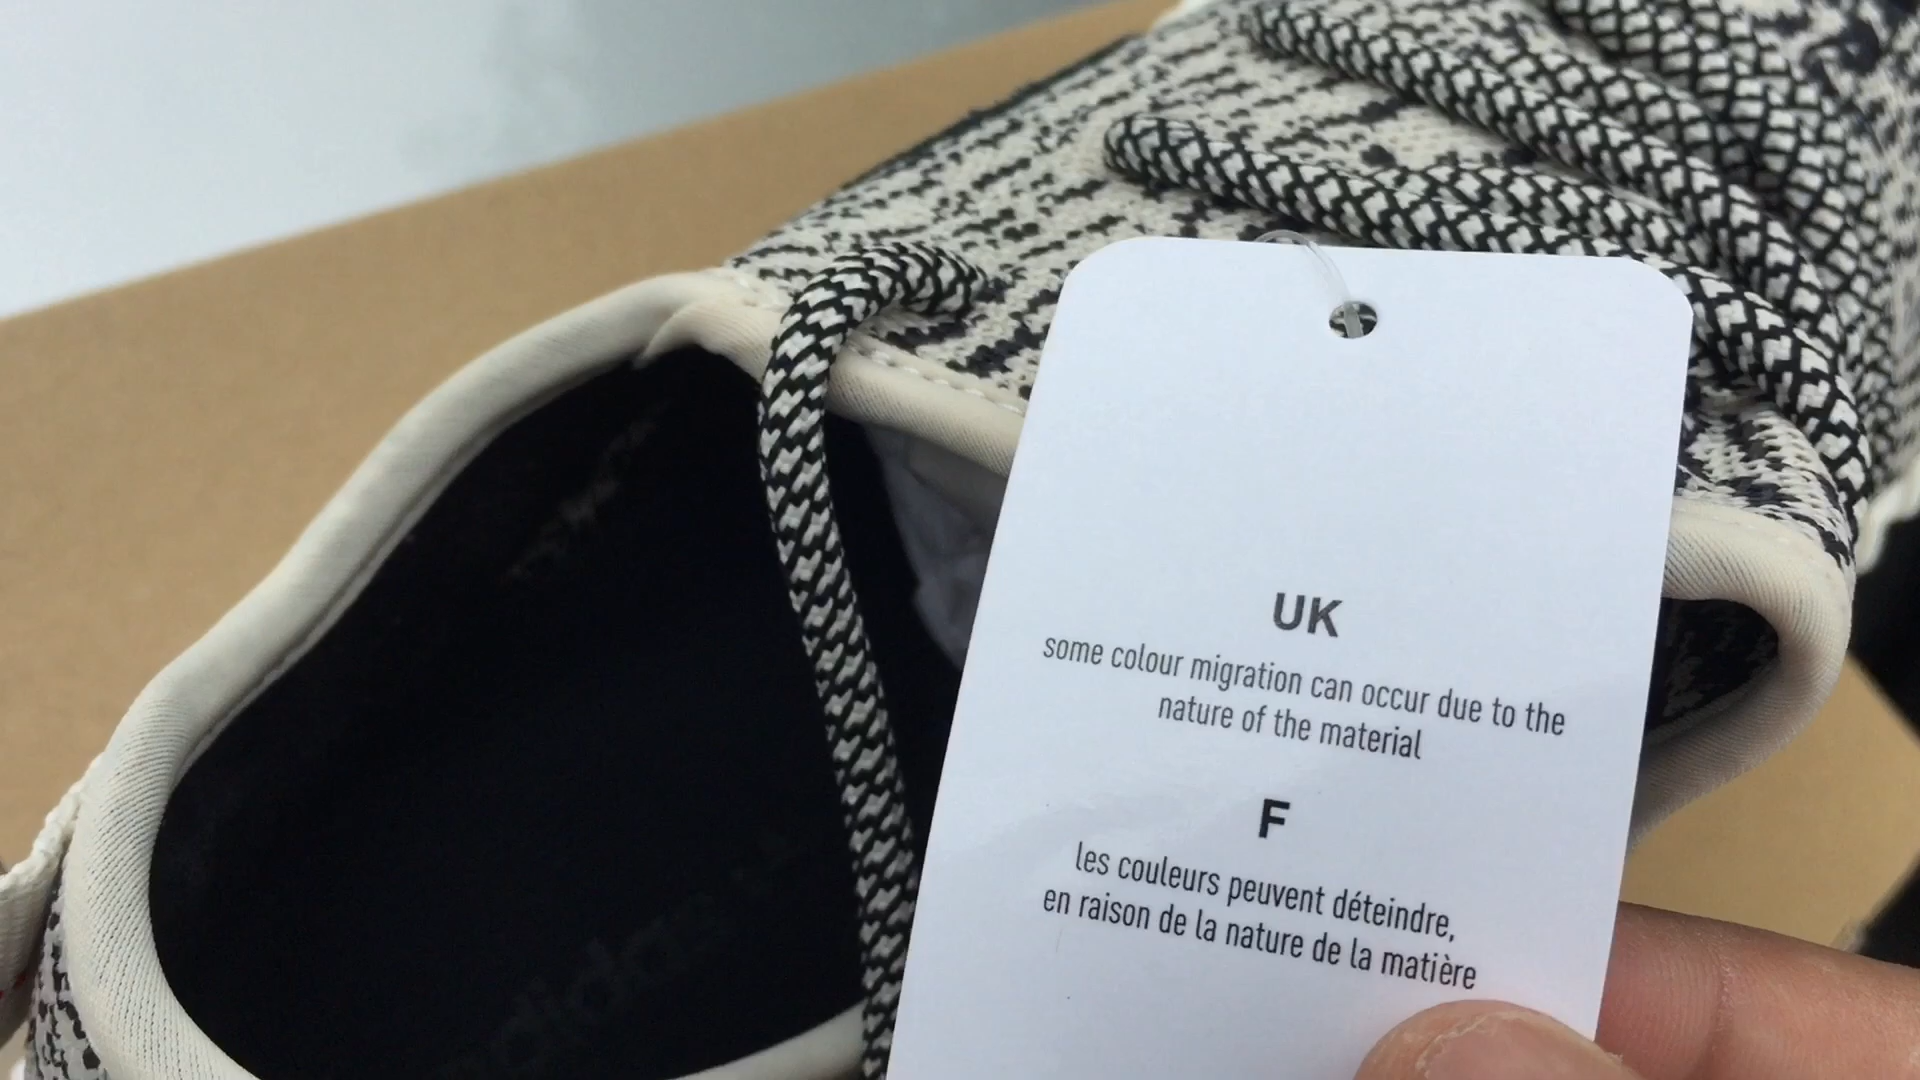 UK
some colour migration can occur due to the
nature of the material
F
les couleurs peuvent déteindre,
en raison de la nature de la matière
adidas